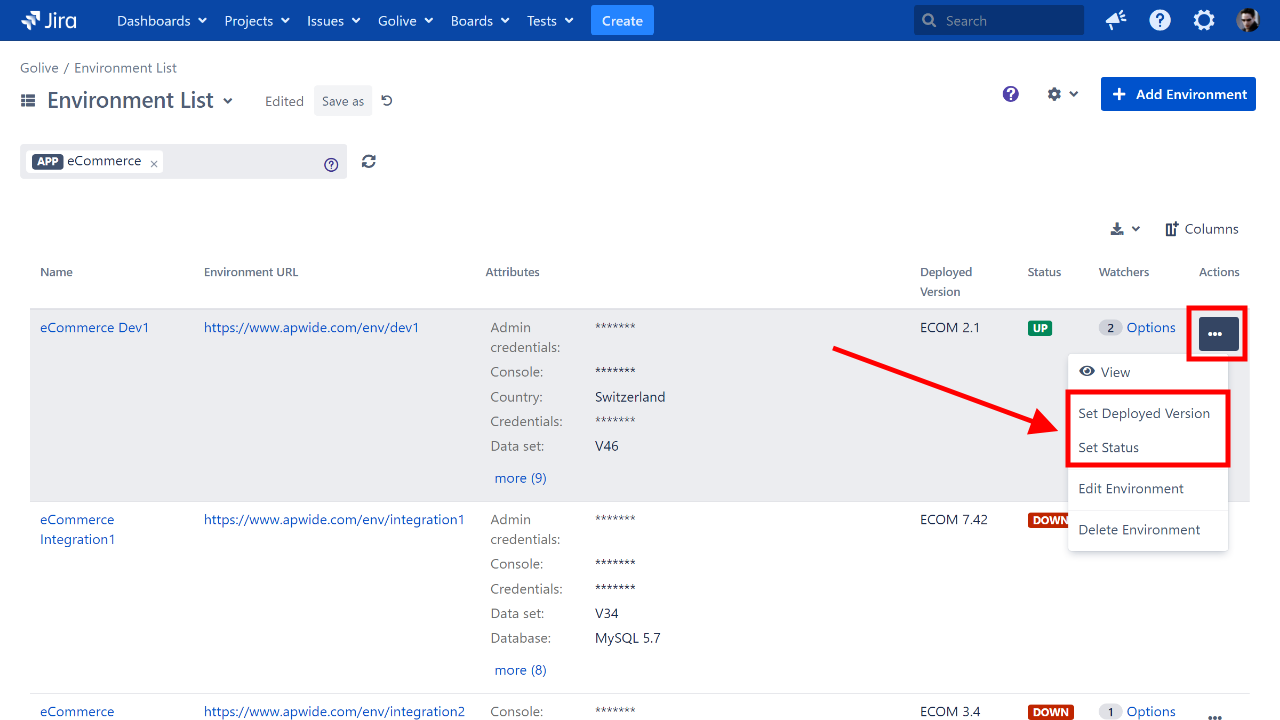 Jira Dashboards Projects Issues Golive Boards Tests Create Search
Golive / Environment List
Environment List Edited Save as Add Environment
APP eCommerce ×
Columns
Name Environment URL Attributes Deployed Version Status Watchers Actions
eCommerce Dev1 https://www.apwide.com/env/dev1 Admin credentials: ******* ECOM 2.1 UP 2 Options
Console: *******
Country: Switzerland
Credentials: *******
Data set: V46
more (9)
View
Set Deployed Version
Set Status
Edit Environment
Delete Environment
eCommerce Integration1 https://www.apwide.com/env/integration1 Admin credentials: ******* ECOM 7.42 DOWN
Console: *******
Credentials: *******
Data set: V34
Database: MySQL 5.7
more (8)
eCommerce https://www.apwide.com/env/integration2 Console: ******* ECOM 3.4 DOWN 1 Options